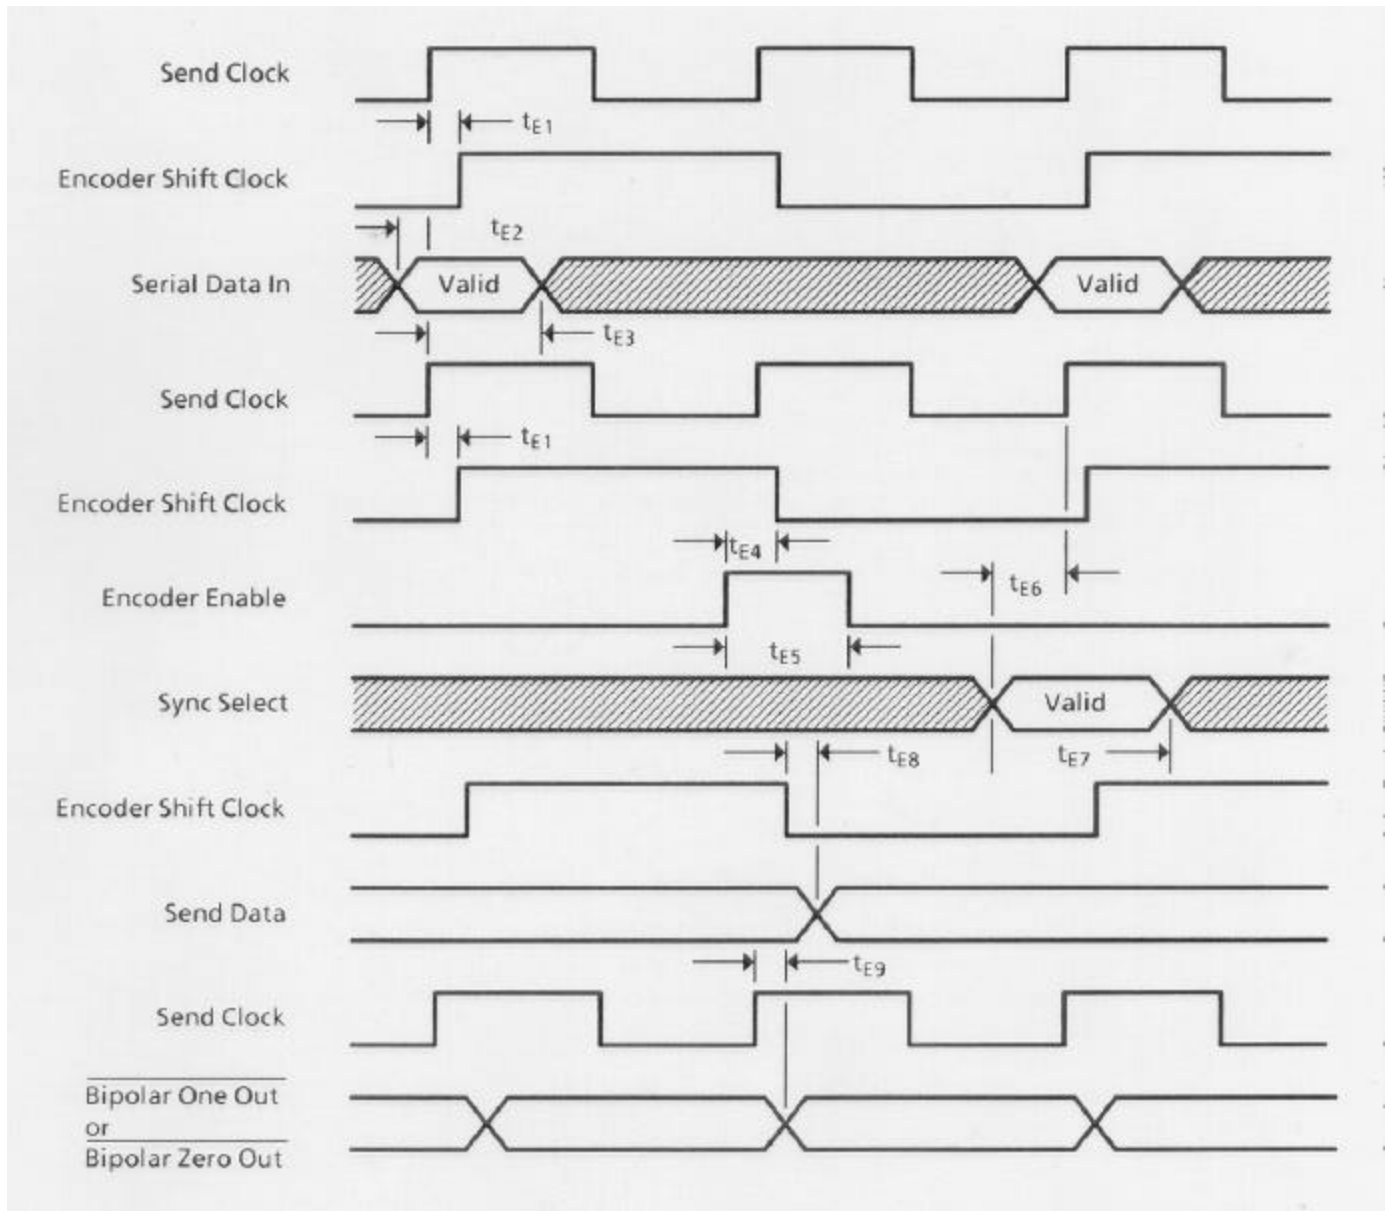 Send Clock
tE1
Encoder Shift Clock
tE2
Serial Data In Valid Valid
tE3
Send Clock
tE1
Encoder Shift Clock
tE4
Encoder Enable tE6
tE5
Sync Select Valid
tE8 tE7
Encoder Shift Clock
Send Data
tE9
Send Clock
Bipolar One Out
or
Bipolar Zero Out